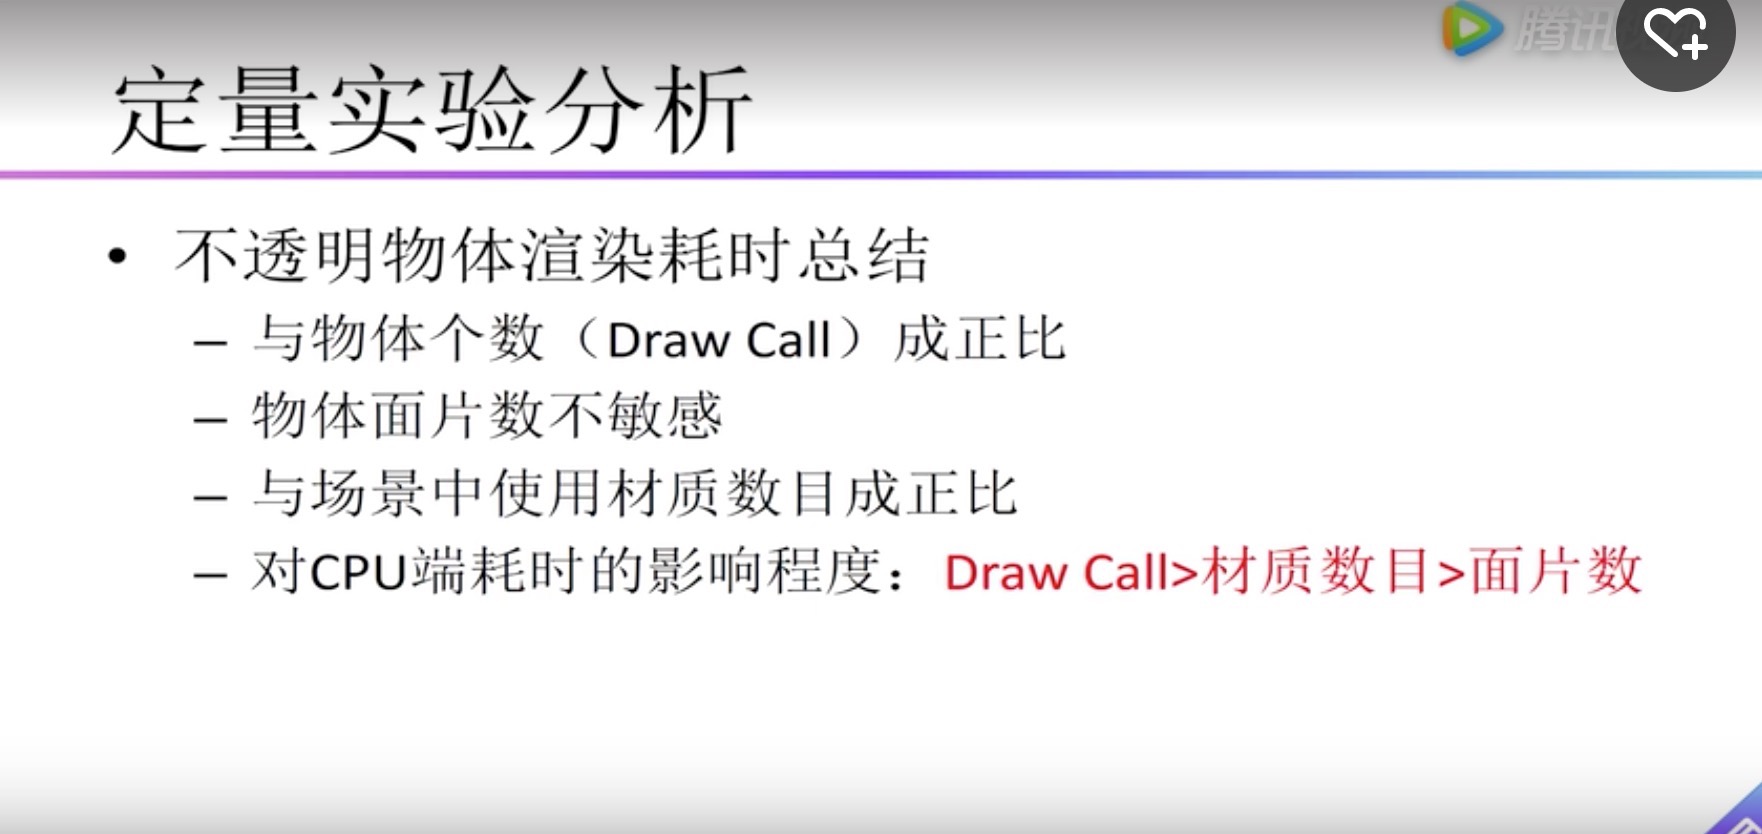 腾讯
定量实验分析
• 不透明物体渲染耗时总结
– 与物体个数（Draw Call）成正比
– 物体面片数不敏感
– 与场景中使用材质数目成正比
– 对CPU端耗时的影响程度：Draw Call>材质数目>面片数